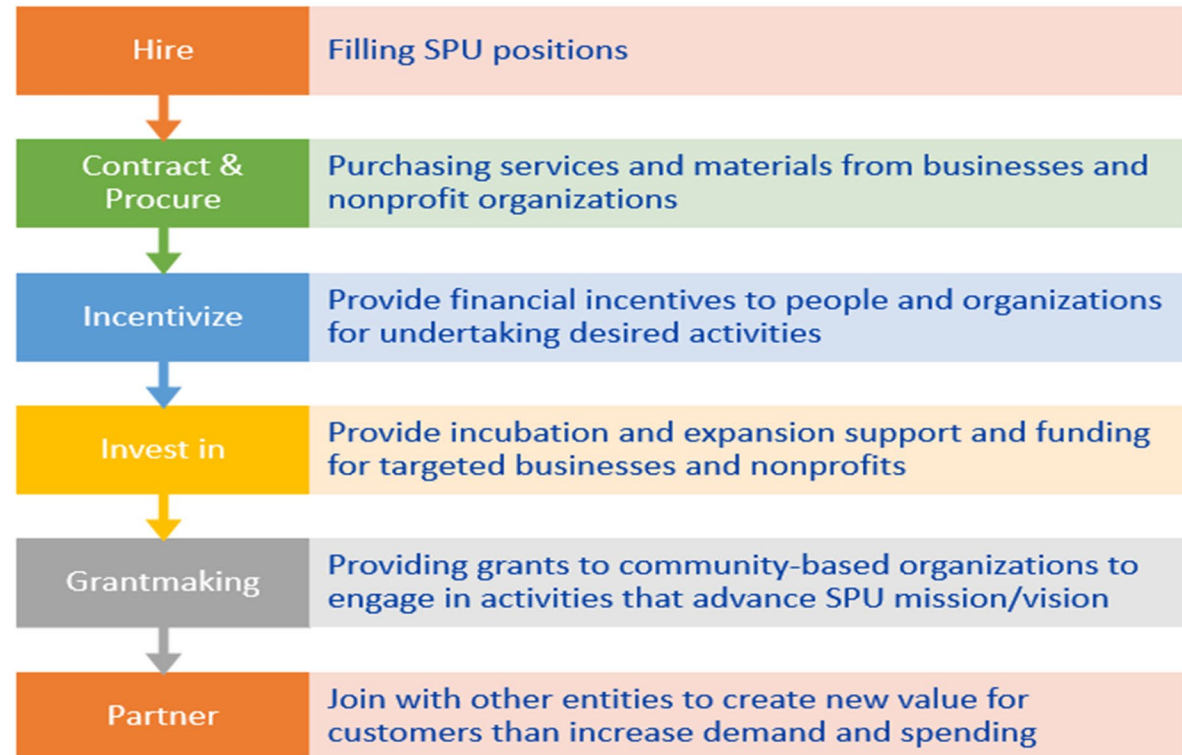 Hire
Filling SPU positions
Contract &
Procure
Purchasing services and materials from businesses and
nonprofit organizations
Incentivize
Provide financial incentives to people and organizations
for undertaking desired activities
Invest in
Provide incubation and expansion support and funding
for targeted businesses and nonprofits
Grantmaking
Providing grants to community-based organizations to
engage in activities that advance SPU mission/vision
Partner
Join with other entities to create new value for
customers than increase demand and spending